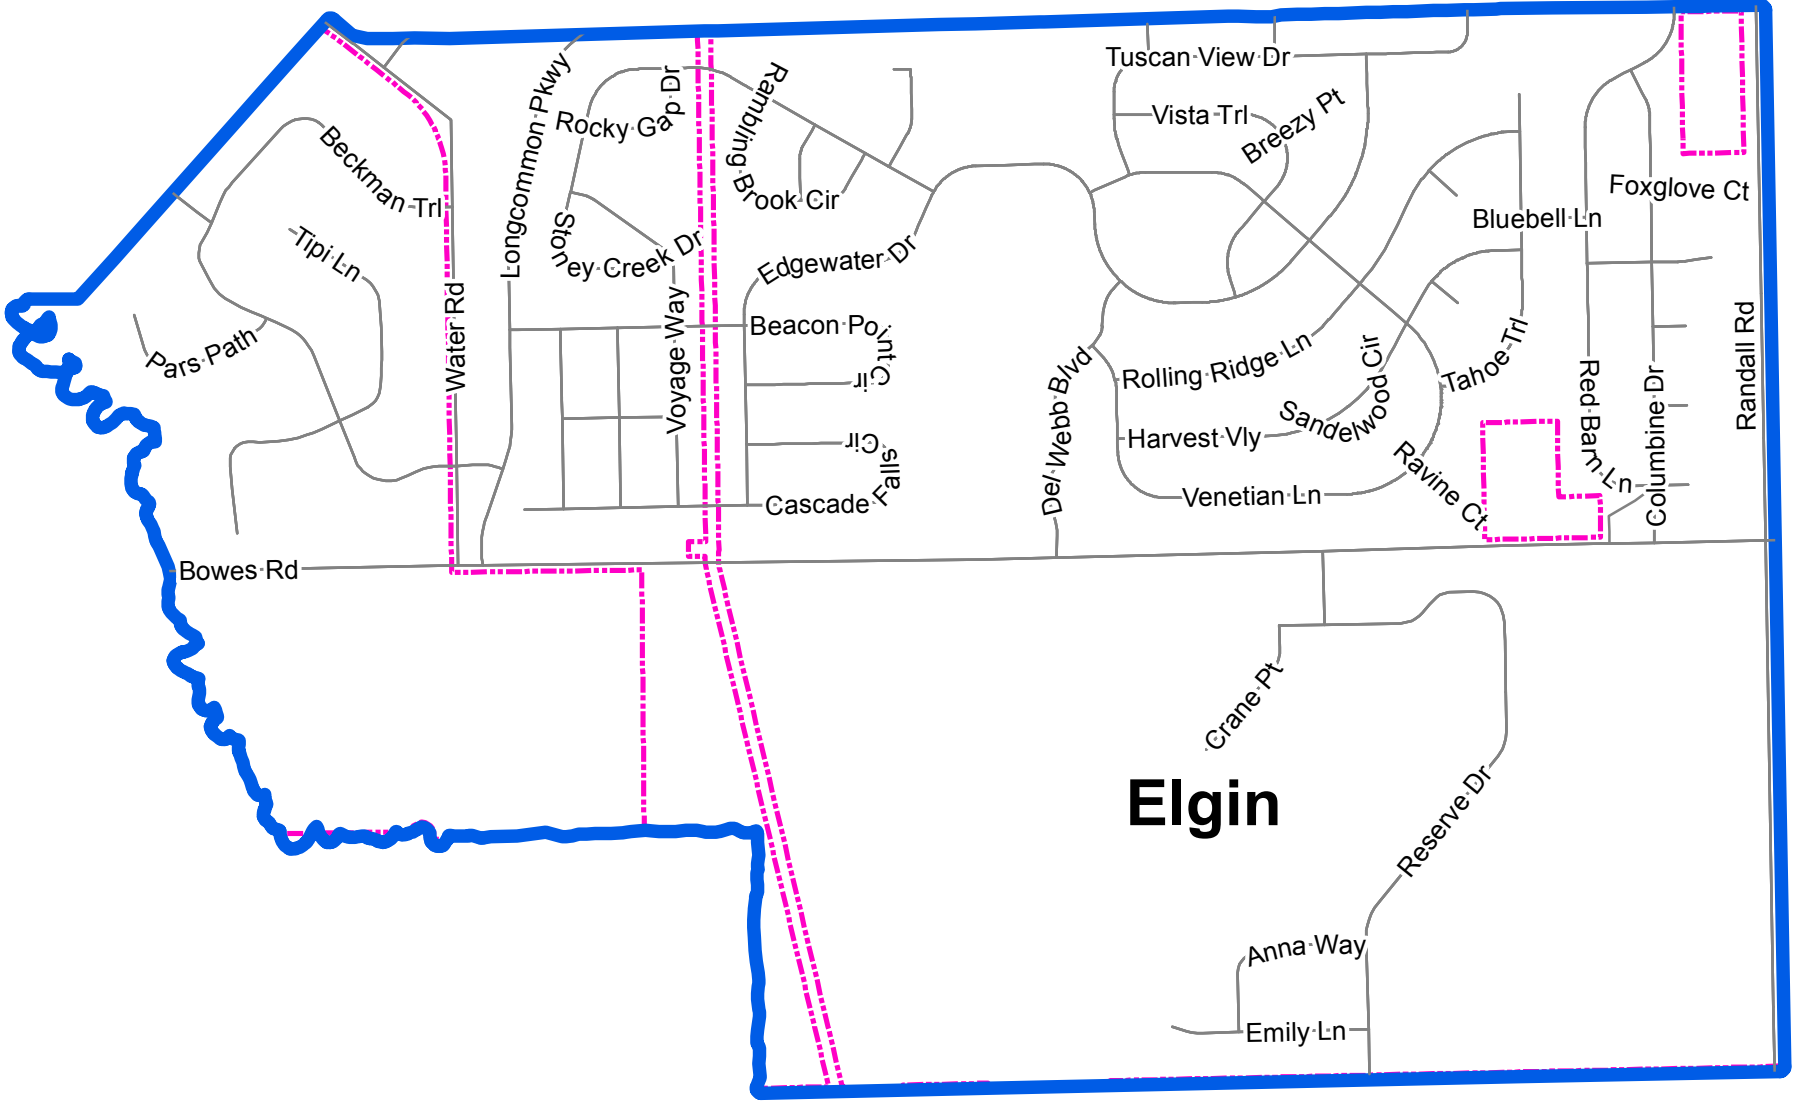 Tuscan View Dr
Longcommon Pkwy
Rocky Gap Dr
Rambling Brook Cir
Vista Trl
Breezy Pt
Beckman Trl
Foxglove Ct
Bluebell Ln
Tipi Ln
Stoney Creek Dr
Edgewater Dr
Water Rd
Voyage Way
Beacon Point Cir
Pars Path
Rolling Ridge Ln
Sandelwood Cir
Tahoe Trl
Randall Rd
Red Barn Ln
Columbine Dr
Del Webb Blvd
Harvest Vly
Ravine Ct
Venetian Ln
Cascade Falls Cir
Bowes Rd
Crane Pt
Elgin
Reserve Dr
Anna Way
Emily Ln